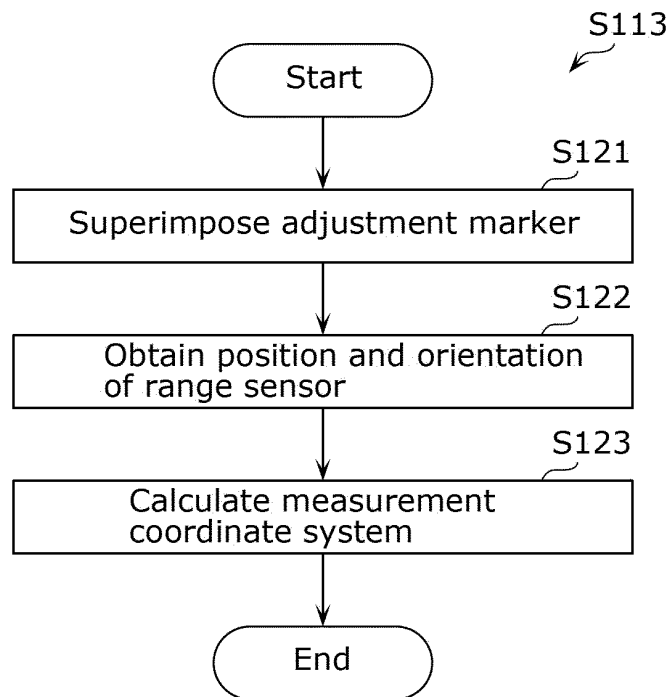 S113
Start
S121
Superimpose adjustment marker
S122
Obtain position and orientation
of range sensor
S123
Calculate measurement
coordinate system
End